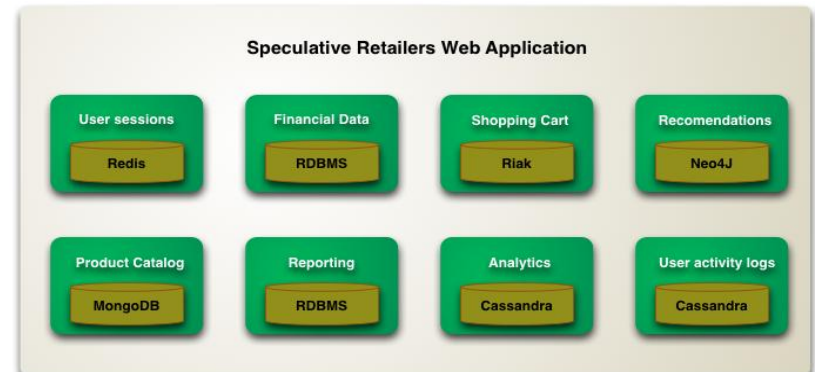 Speculative Retailers Web Application
User sessions
Redis
Financial Data
RDBMS
Shopping Cart
Riak
Recomendations
Neo4J
Product Catalog
MongoDB
Reporting
RDBMS
Analytics
Cassandra
User activity logs
Cassandra